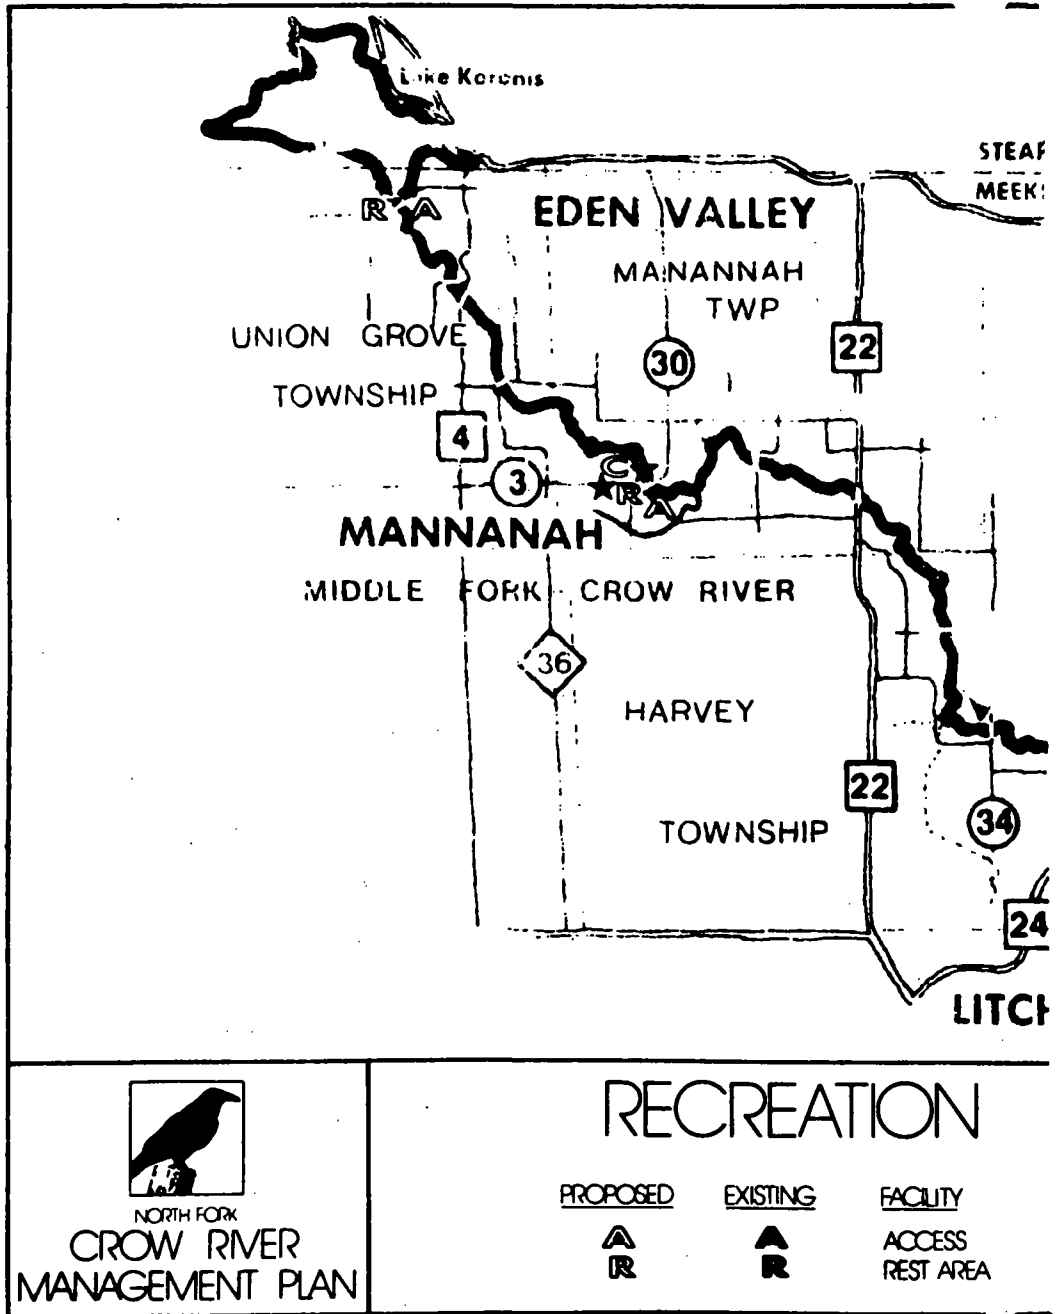 Lake Koronis
STEAR
MEEK
R A
EDEN VALLEY
MANANNAH
TWP
UNION GROVE
30
22
TOWNSHIP
4
C
3
R
A
MANNANAH
MIDDLE FORK CROW RIVER
36
HARVEY
22
TOWNSHIP
34
24
LITCH
NORTH FORK
CROW RIVER
MANAGEMENT PLAN
RECREATION
PROPOSED EXISTING FACILITY
A A ACCESS
R R REST AREA